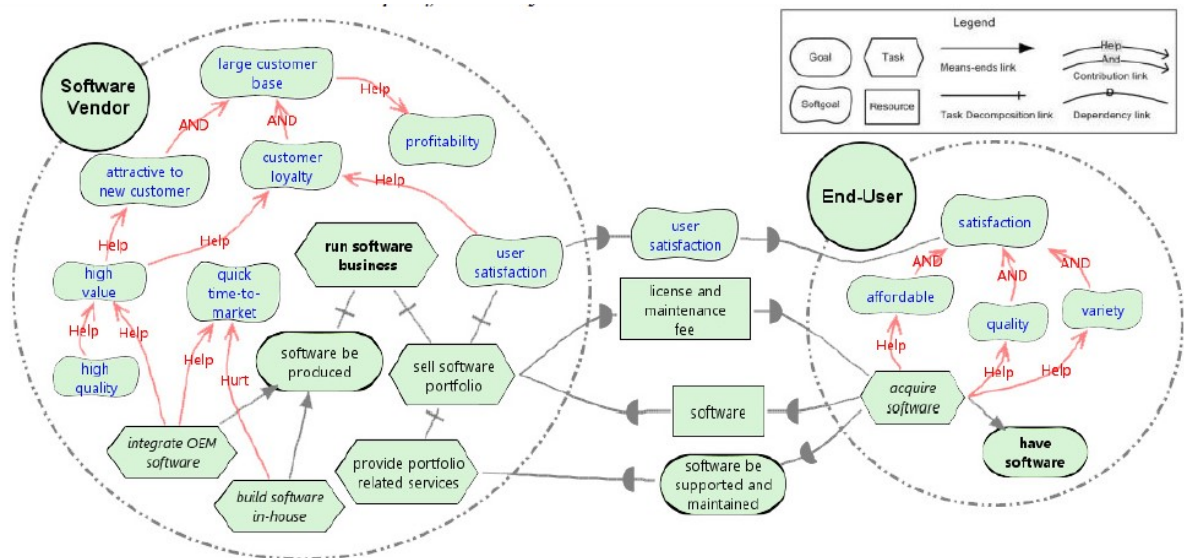 Legend
Goal
Task
Means-ends link
Help
And
Contribution link
Softgoal
Resource
Task Decomposition link
D
Dependency link
Software
Vendor
large customer
base
Help
AND
AND
profitability
attractive to
new customer
customer
loyalty
Help
Help
Help
run software
business
user
satisfaction
high
value
quick
time-to-
market
Help
Help
Help
Hurt
high
quality
software be
produced
sell software
portfolio
integrate OEM
software
build software
in-house
provide portfolio
related services
user
satisfaction
license and
maintenance
fee
software
software be
supported and
maintained
End-User
satisfaction
AND
AND
AND
affordable
quality
variety
Help
Help
Help
acquire
software
have
software